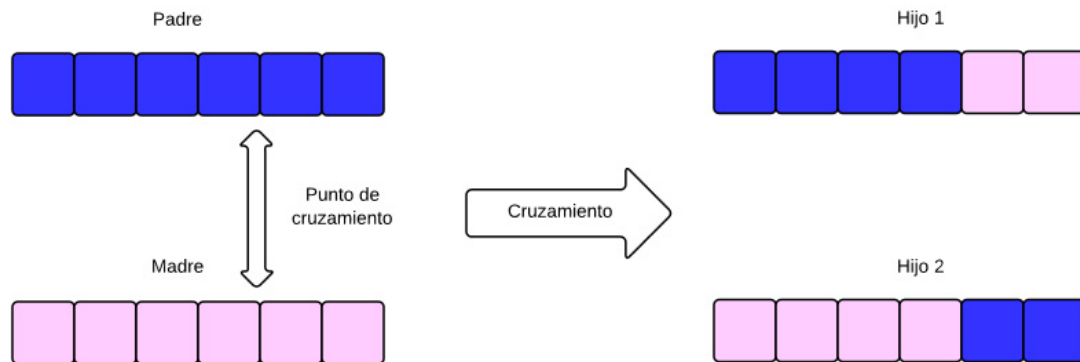 Padre
Hijo 1
Punto de
cruzamiento
Cruzamiento
Madre
Hijo 2